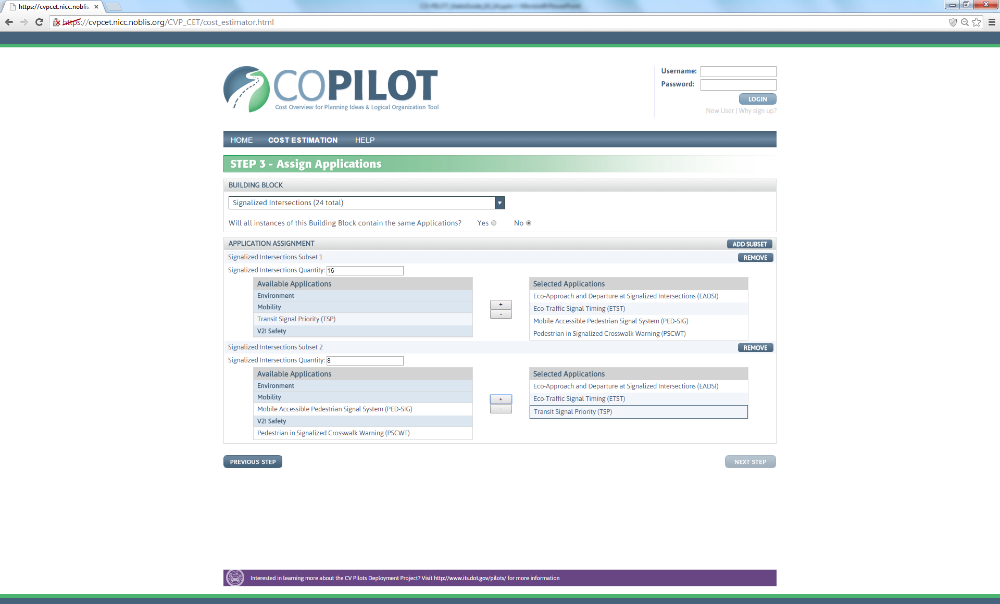 https://cvpcet.nicc.noblis.
https://cvpcet.nicc.noblis.org/CVP_CET/cost_estimator.html
COPILOT
Cost Overview for Planning Ideas & Logical Organization Tool
Username:
Password:
LOGIN
New User | Why sign up?
HOME COST ESTIMATION HELP
STEP 3 - Assign Applications
BUILDING BLOCK
Signalized Intersections (24 total)
Will all instances of this Building Block contain the same Applications? Yes No
APPLICATION ASSIGNMENT ADD SUBSET
Signalized Intersections Subset 1 REMOVE
Signalized Intersections Quantity: 16
Available Applications
Environment
Mobility
Transit Signal Priority (TSP)
V2I Safety
+
-
Selected Applications
Eco-Approach and Departure at Signalized Intersections (EADSI)
Eco-Traffic Signal Timing (ETST)
Mobile Accessible Pedestrian Signal System (PED-SIG)
Pedestrian in Signalized Crosswalk Warning (PSCWT)
Signalized Intersections Subset 2 REMOVE
Signalized Intersections Quantity: 8
Available Applications
Environment
Mobility
Mobile Accessible Pedestrian Signal System (PED-SIG)
V2I Safety
Pedestrian in Signalized Crosswalk Warning (PSCWT)
+
-
Selected Applications
Eco-Approach and Departure at Signalized Intersections (EADSI)
Eco-Traffic Signal Timing (ETST)
Transit Signal Priority (TSP)
PREVIOUS STEP NEXT STEP
Interested in learning more about the CV Pilots Deployment Project? Visit http://www.its.dot.gov/pilots/ for more information